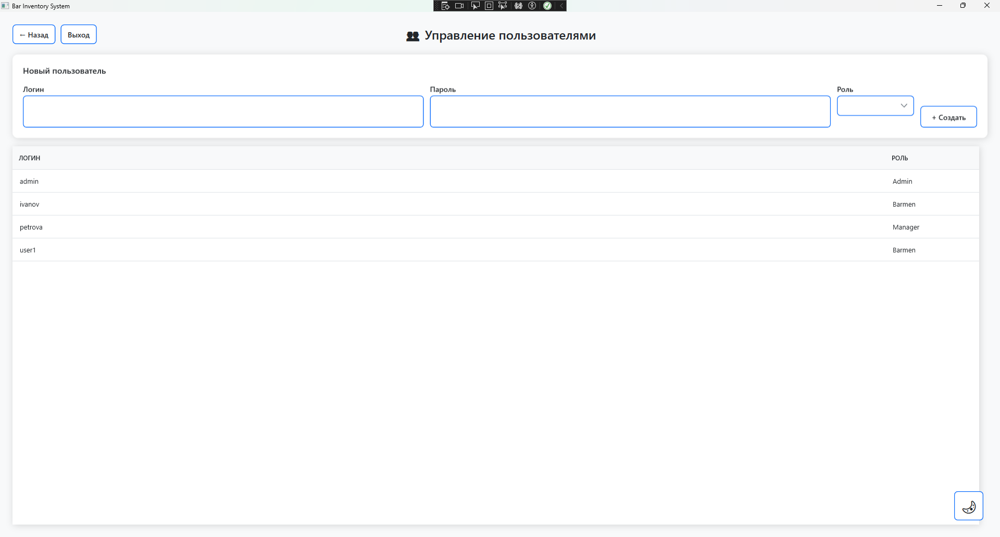 Bar Inventory System
← Назад
Выход
Управление пользователями
Новый пользователь
Логин
Пароль
Роль
+ Создать
ЛОГИН
РОЛЬ
admin
Admin
ivanov
Barmen
petrova
Manager
user1
Barmen